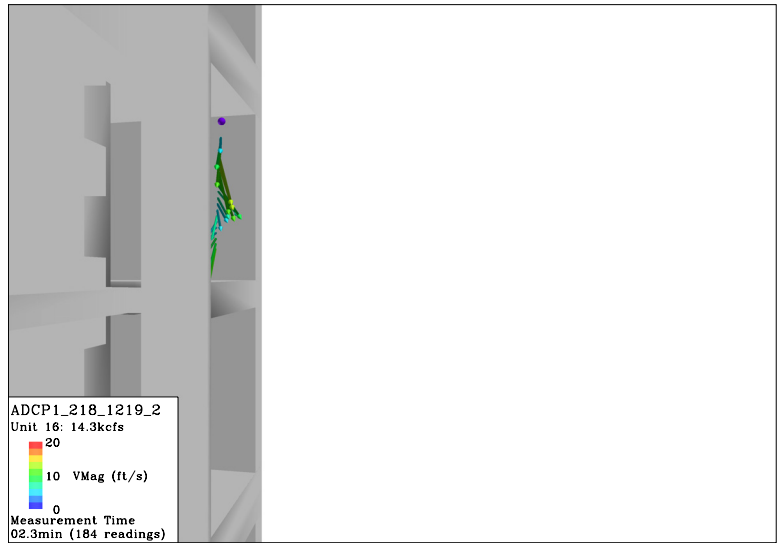 ADCP1_218_1219_2
Unit 16: 14.3kcfs
20
10 VMag (ft/s)
0
Measurement Time
02.3min (184 readings)